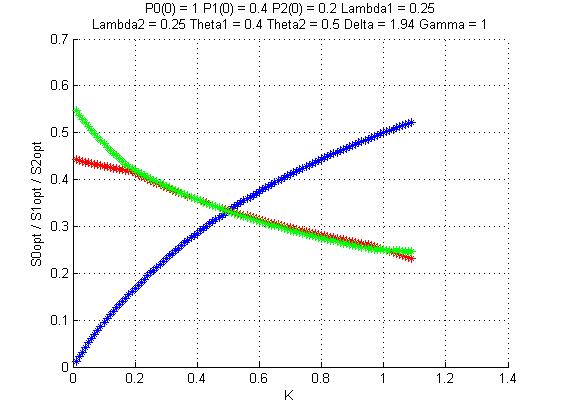 P0(0) = 1 P1(0) = 0.4 P2(0) = 0.2 Lambda1 = 0.25
Lambda2 = 0.25 Theta1 = 0.4 Theta2 = 0.5 Delta = 1.94 Gamma = 1
0.7
0.6
0.5
0.4
0.3
0.2
0.1
0
S0opt / S1opt / S2opt
0 0.2 0.4 0.6 0.8 1 1.2 1.4
K